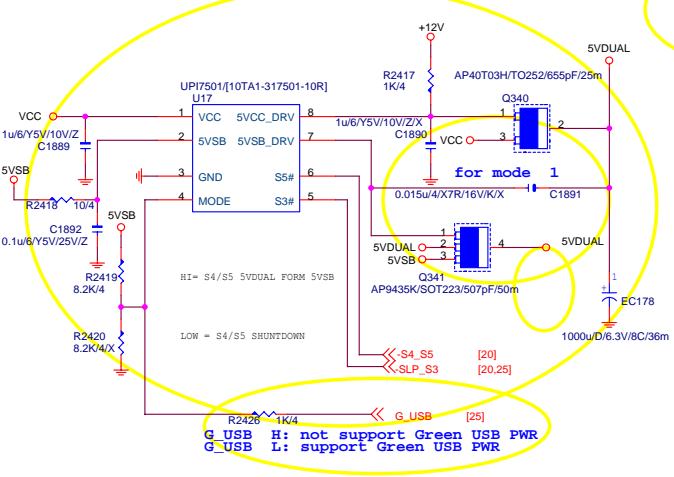 +12V
5VDUAL
R2417
1K/4
AP40T03H/TO252/655pF/25m
UPI7501/[10TA1-317501-10R]
U17
Q340
VCC
1
VCC
5VCC_DRV
8
1
2
1u/6/Y5V/10V/Z
C1889
2
5VSB
5VSB_DRV
7
1u/6/Y5V/10V/Z/X
C1890
VCC
3
5VSB
3
GND
S5#
6
for mode 1
4
MODE
S3#
5
0.015u/4/X7R/16V/K/X
C1891
R2418
10/4
5VSB
C1892
0.1u/6/Y5V/25V/Z
1
5VDUAL
2
4
5VDUAL
5VSB
3
R2419
8.2K/4
HI= S4/S5 5VDUAL FORM 5VSB
Q341
AP9435K/SOT223/507pF/50m
1
+
EC178
R2420
8.2K/4/X
LOW = S4/S5 SHUNTDOWN
1000u/D/6.3V/8C/36m
-S4_S5
[20]
-SLP_S3
[20,25]
R2426
1K/4
G_USB
[25]
G_USB H: not support Green USB PWR
G_USB L: support Green USB PWR